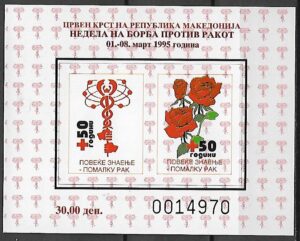 ЦРВЕН КРСТ НА РЕПУБЛИКА МАКЕДОНИЈА
НЕДЕЛА НА БОРБА ПРОТИВ РАКОТ
01.-08. март 1995 година
+50
години
ПОВЕЌЕ ЗНАЕЊЕ
- ПОМАЛКУ РАК
+50
години
ПОВЕЌЕ ЗНАЕЊЕ
- ПОМАЛКУ РАК
30,00 ден.
0014970